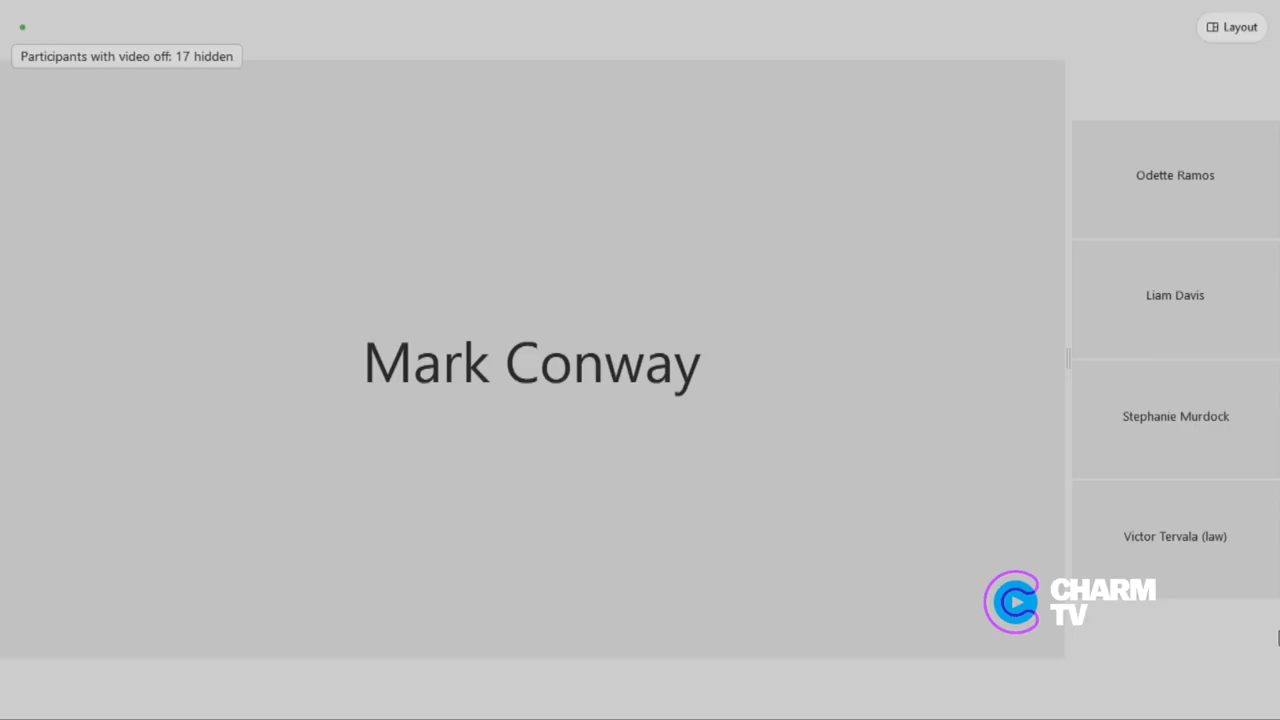 Layout
Participants with video off: 17 hidden
Odette Ramos
Liam Davis
Mark Conway
Stephanie Murdock
Victor Tervala (law)
CHARM
TV